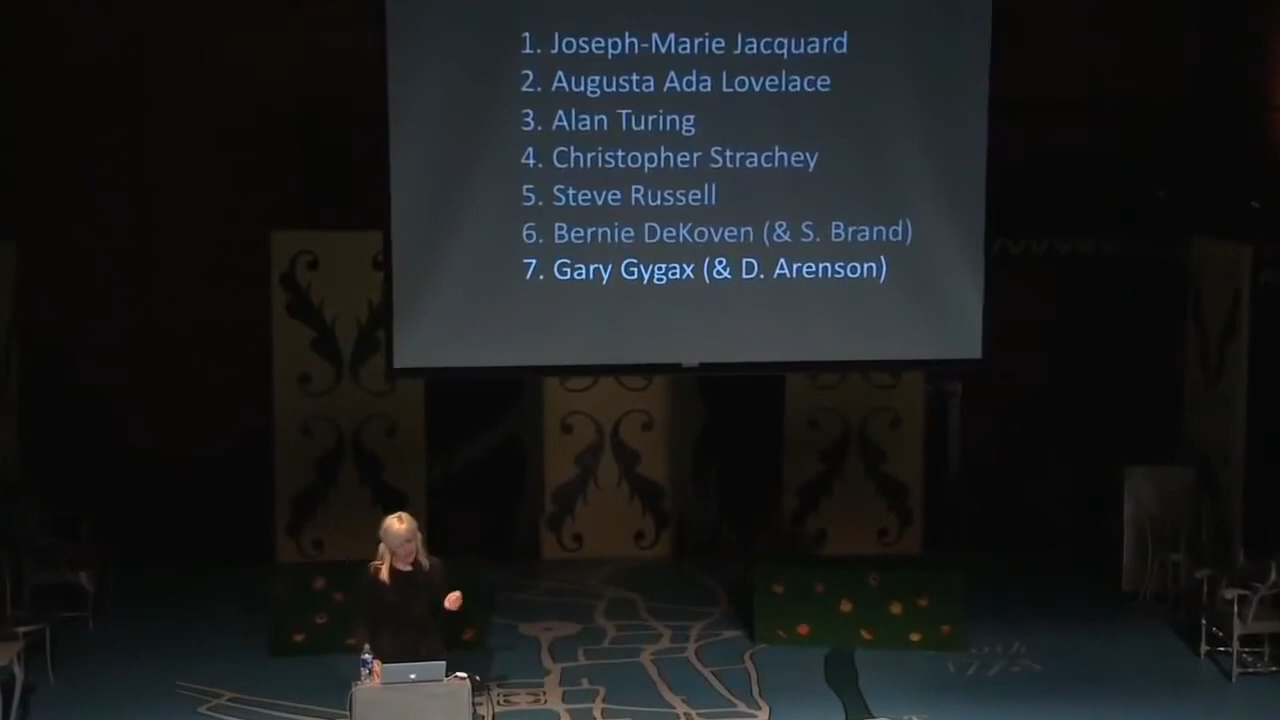 1. Joseph-Marie Jacquard
2. Augusta Ada Lovelace
3. Alan Turing
4. Christopher Strachey
5. Steve Russell
6. Bernie DeKoven (& S. Brand)
7. Gary Gygax (& D. Arenson)